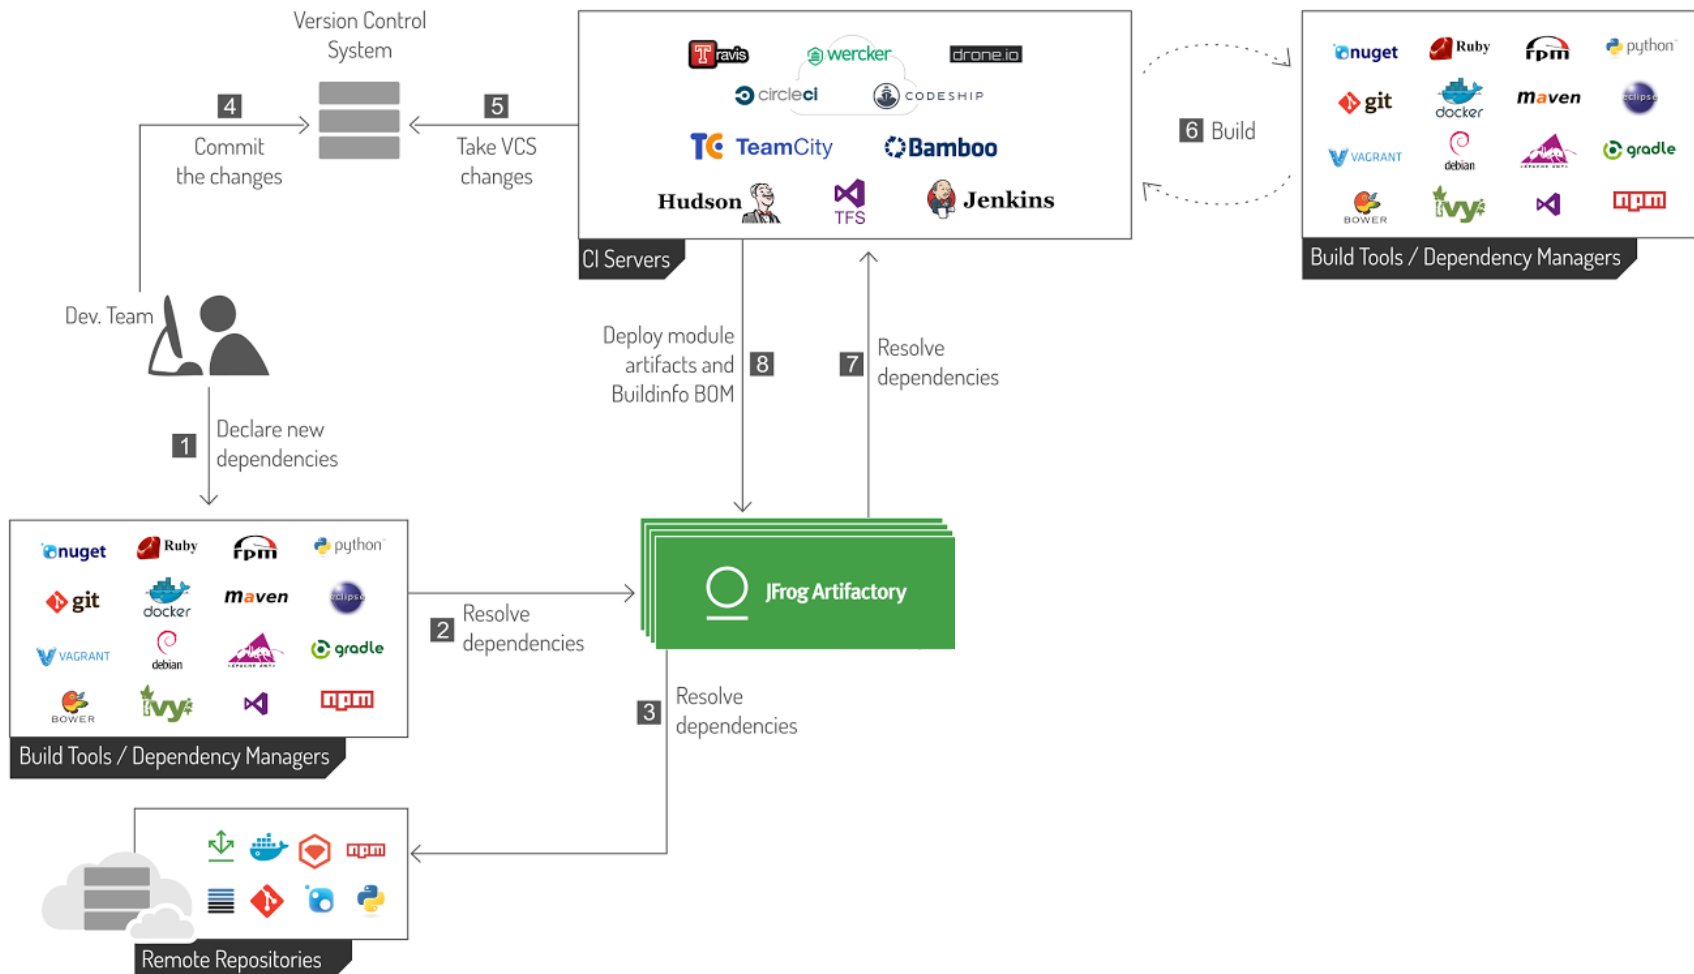 Version Control
System
4
Commit
the changes
5
Take VCS
changes
Travis
wercker
drone.io
circleci
CODESHIP
TeamCity
Bamboo
Hudson
TFS
Jenkins
CI Servers
6 Build
nuget
Ruby
rpm
python
git
docker
maven
eclipse
VAGRANT
debian
gradle
BOWER
ivy
npm
Build Tools / Dependency Managers
Dev. Team
1
Declare new
dependencies
Deploy module
artifacts and
Buildinfo BOM
8
7
Resolve
dependencies
nuget
Ruby
rpm
python
git
docker
maven
eclipse
VAGRANT
debian
gradle
BOWER
ivy
npm
Build Tools / Dependency Managers
2
Resolve
dependencies
JFrog Artifactory
3
Resolve
dependencies
npm
Remote Repositories